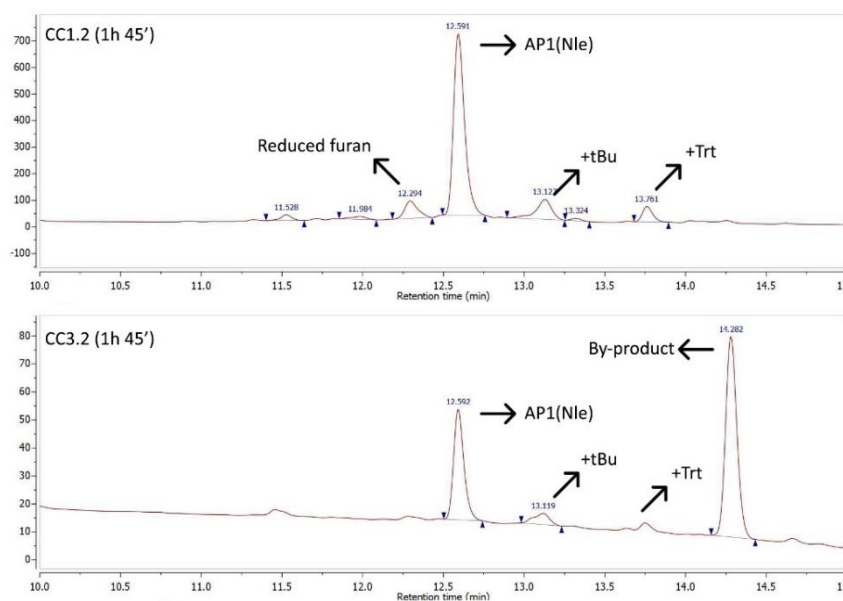 CC1.2 (1h 45’)
700
600
500
400
300
200
100
0
-100
12.591
AP1(Nle)
Reduced furan
+tBu
+Trt
11.528
11.984
12.294
13.122
13.324
13.761
10.0 10.5 11.0 11.5 12.0 12.5 13.0 13.5 14.0 14.5 15.0
Retention time (min)
CC3.2 (1h 45’)
80
70
60
50
40
30
20
10
0
14.282
By-product
12.592
AP1(Nle)
+tBu
+Trt
13.119
10.0 10.5 11.0 11.5 12.0 12.5 13.0 13.5 14.0 14.5
Retention time (min)